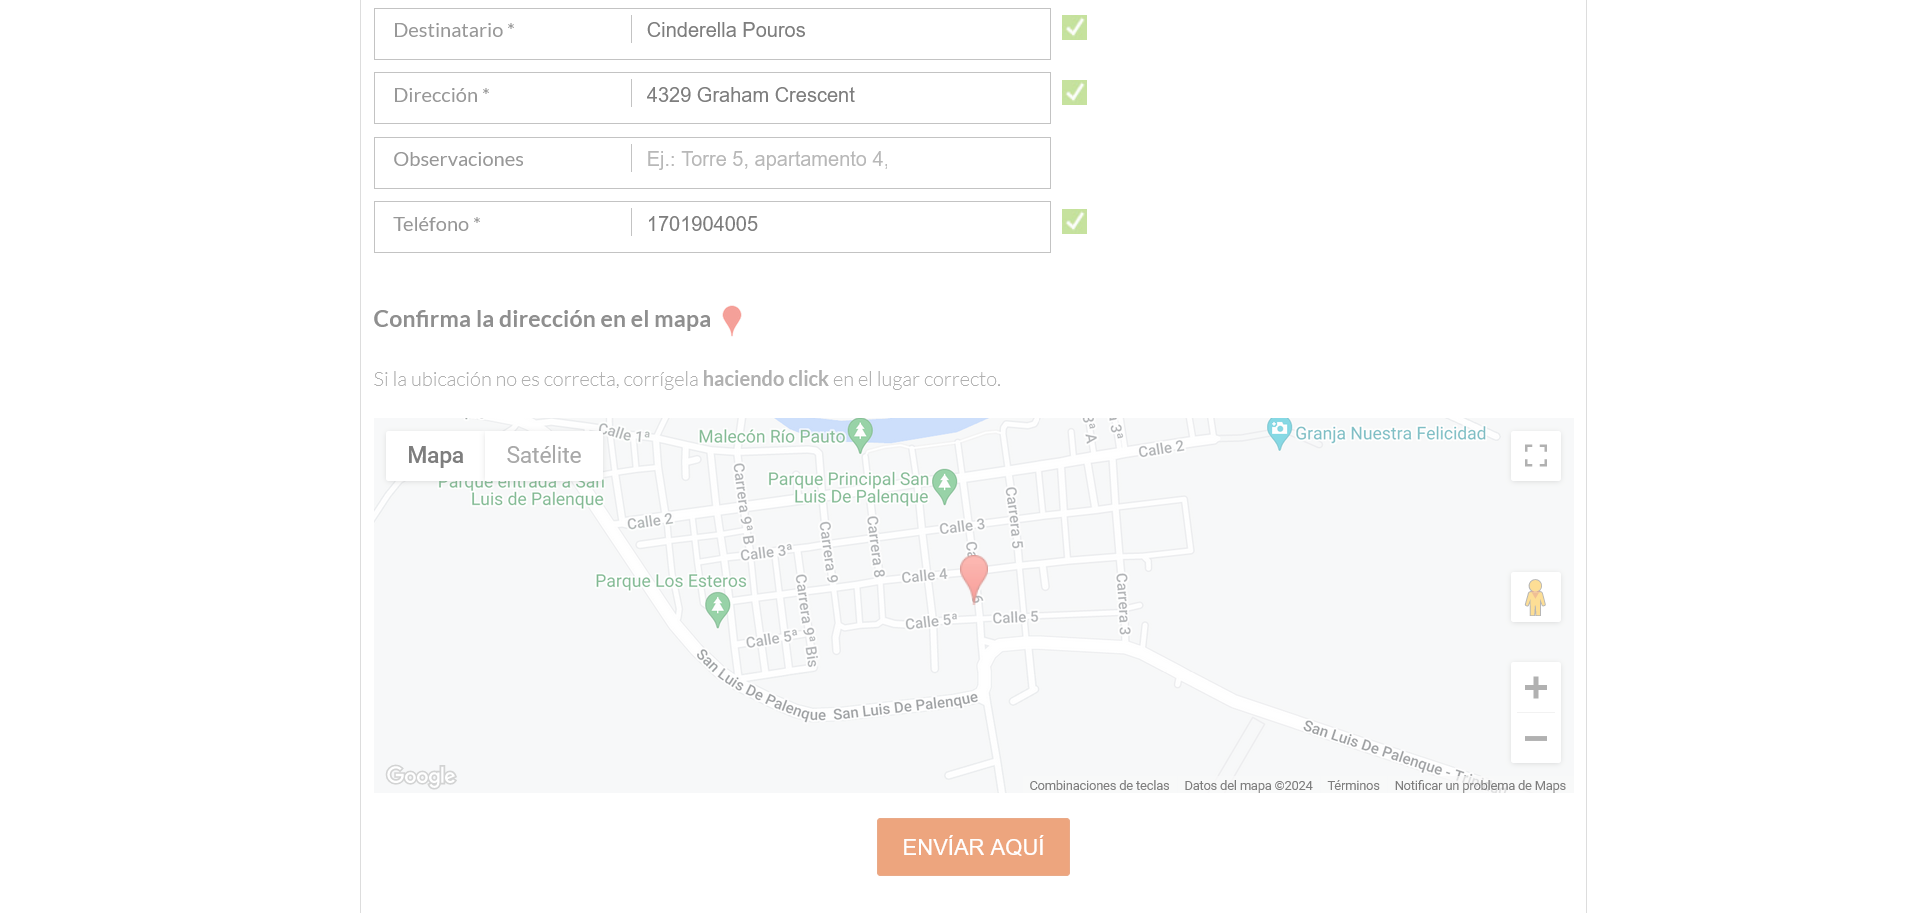 Destinatario *
Cinderella Pouros
Dirección *
4329 Graham Crescent
Observaciones
Ej.: Torre 5, apartamento 4,
Teléfono *
1701904005
Confirma la dirección en el mapa
Si la ubicación no es correcta, corrígela haciendo click en el lugar correcto.
Mapa
Satélite
Calle 1ª
Malecón Río Pauto
3ª A
13ª
Calle 2
Granja Nuestra Felicidad
Parque entrada a San
Luis de Palenque
Parque Principal San
Luis De Palenque
Carrera 9ª B
Calle 2
Carrera 9
Carrera 8
Calle 3
Carrera 5
Calle 3ª
Calle 4
Parque Los Esteros
Carrera 9ª Bis
Calle 5ª
Calle 5ª
Calle 5
Carrera 3
San Luis De Palenque
San Luis De Palenque
San Luis De Palenque -
Google
Combinaciones de teclas
Datos del mapa ©2024
Términos
Notificar un problema de Maps
ENVÍAR AQUÍ